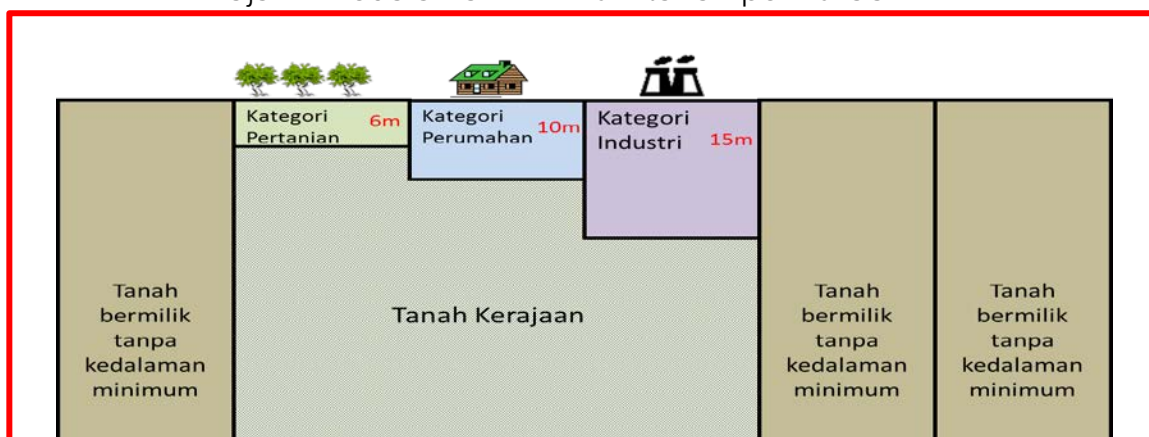 Kategori
Pertanian
6m
Kategori
Perumahan
10m
Kategori
Industri
15m
Tanah
bermilik
tanpa
kedalaman
minimum
Tanah Kerajaan
Tanah
bermilik
tanpa
kedalaman
minimum
Tanah
bermilik
tanpa
kedalaman
minimum